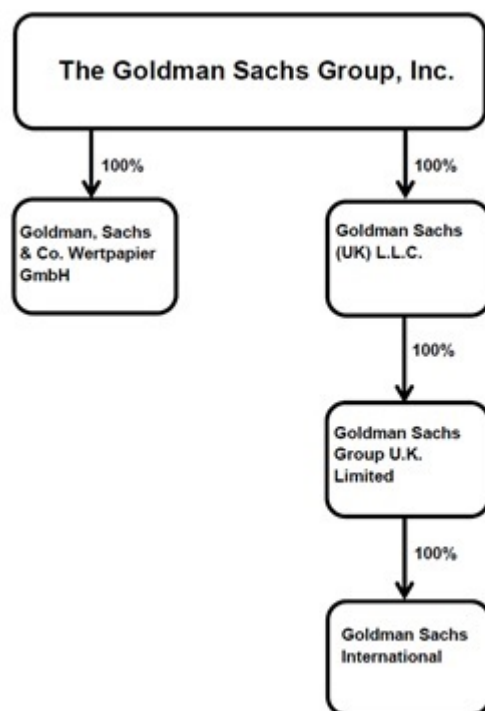 The Goldman Sachs Group, Inc.
100%
100%
Goldman, Sachs
& Co. Wertpapier
GmbH
Goldman Sachs
(UK) L.L.C.
100%
Goldman Sachs
Group U.K.
Limited
100%
Goldman Sachs
International